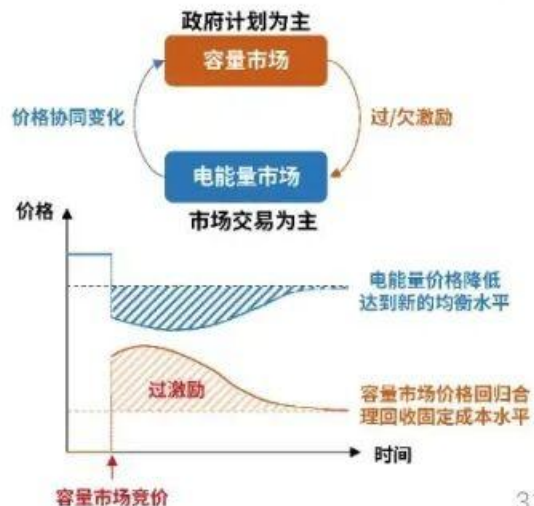 政府计划为主
容量市场
价格协同变化
过/欠激励
电能量市场
市场交易为主
价格
电能量价格降低
达到新的均衡水平
过激励
容量市场价格回归合
理回收固定成本水平
时间
容量市场竞价